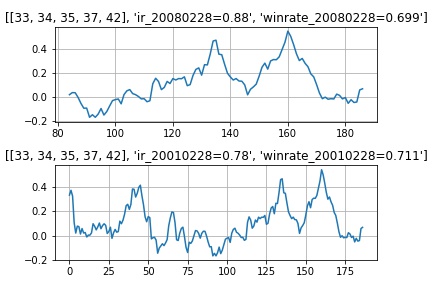 [[33, 34, 35, 37, 42], 'ir_20080228=0.88', 'winrate_20080228=0.699']
0.4
0.2
0.0
−0.2
80 100 120 140 160 180
[[33, 34, 35, 37, 42], 'ir_20010228=0.78', 'winrate_20010228=0.711']
0.4
0.2
0.0
−0.2
0 25 50 75 100 125 150 175